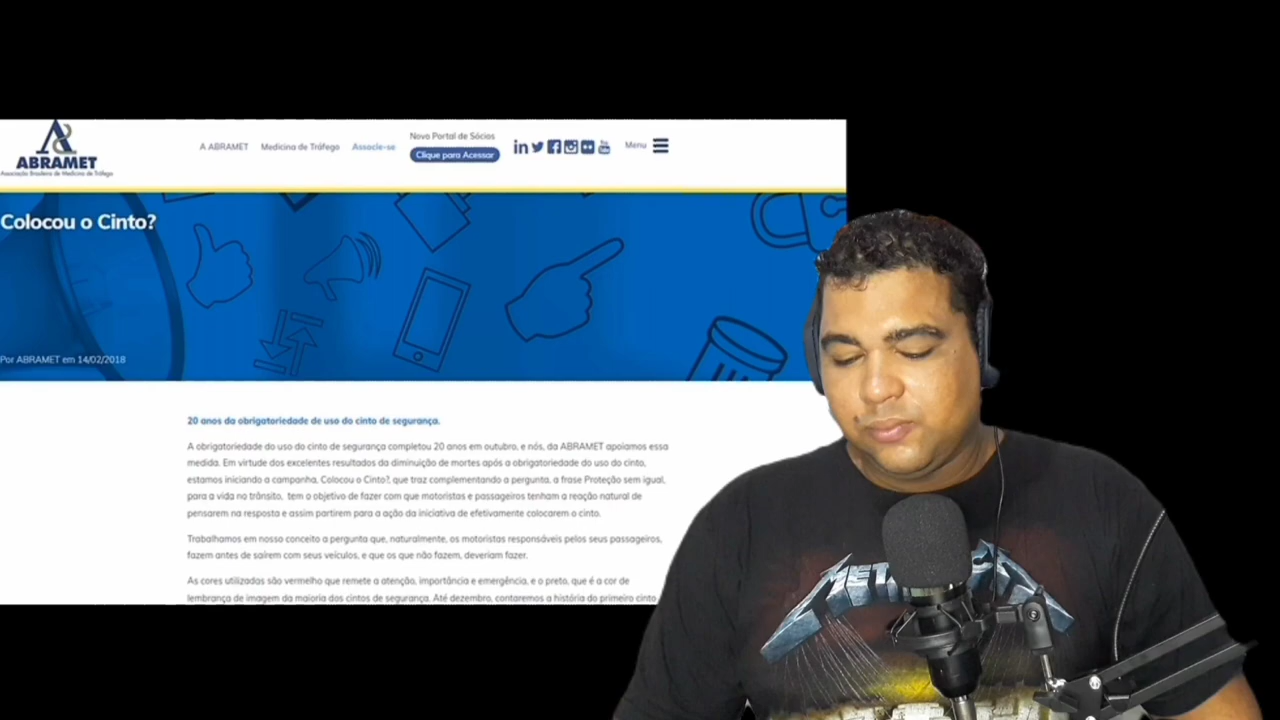 ABRAMET
Associação Brasileira de Medicina de Tráfego
A ABRAMET
Medicina de Tráfego
Associe-se
Novo Portal de Sócios
Clique para Acessar
Menu
Colocou o Cinto?
Por ABRAMET em 14/02/2018
20 anos da obrigatoriedade de uso do cinto de segurança.
A obrigatoriedade do uso do cinto de segurança completou 20 anos em outubro, e nós, da ABRAMET apoiamos essa
medida. Em virtude dos excelentes resultados da diminuição de mortes após a obrigatoriedade do uso do cinto,
estamos iniciando a campanha, Colocou o Cinto?, que traz complementando a pergunta, a frase Proteção sem igual,
para a vida no trânsito, tem o objetivo de fazer com que motoristas e passageiros tenham a reação natural de
pensarem na resposta e assim partirem para a ação da iniciativa de efetivamente colocarem o cinto.
Trabalhamos em nosso conceito a pergunta que, naturalmente, os motoristas responsáveis pelos seus passageiros,
fazem antes de saírem com seus veículos, e que os que não fazem, deveriam fazer.
As cores utilizadas são vermelho que remete a atenção, importância e emergência, e o preto, que é a cor de
lembrança de imagem da maioria dos cintos de segurança. Até dezembro, contaremos a história do primeiro cinto